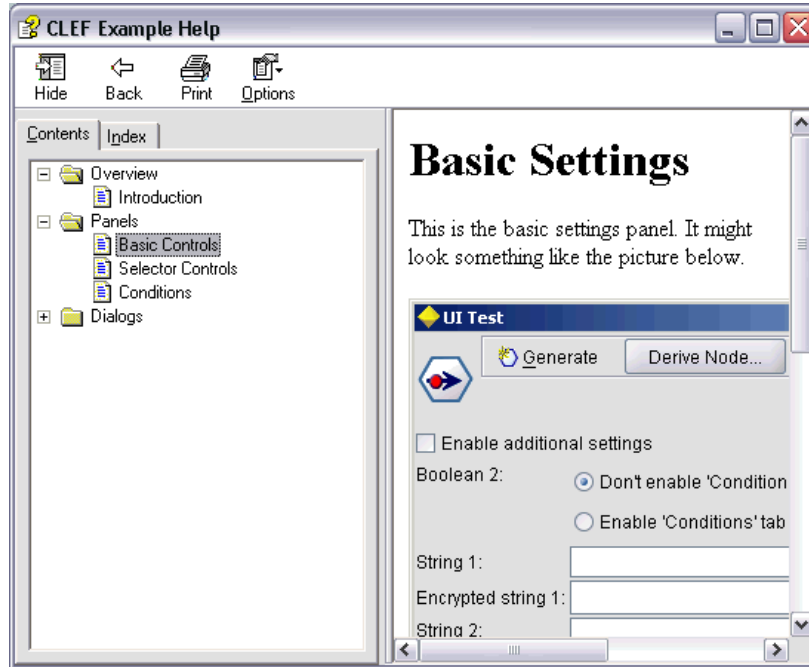 CLEF Example Help
Hide Back Print Options
Contents Index
Overview
Introduction
Panels
Basic Controls
Selector Controls
Conditions
Dialogs
Basic Settings
This is the basic settings panel. It might
look something like the picture below.
UI Test
Generate Derive Node...
Enable additional settings
Boolean 2: Don't enable 'Condition
Enable 'Conditions' tab
String 1:
Encrypted string 1:
String 2: